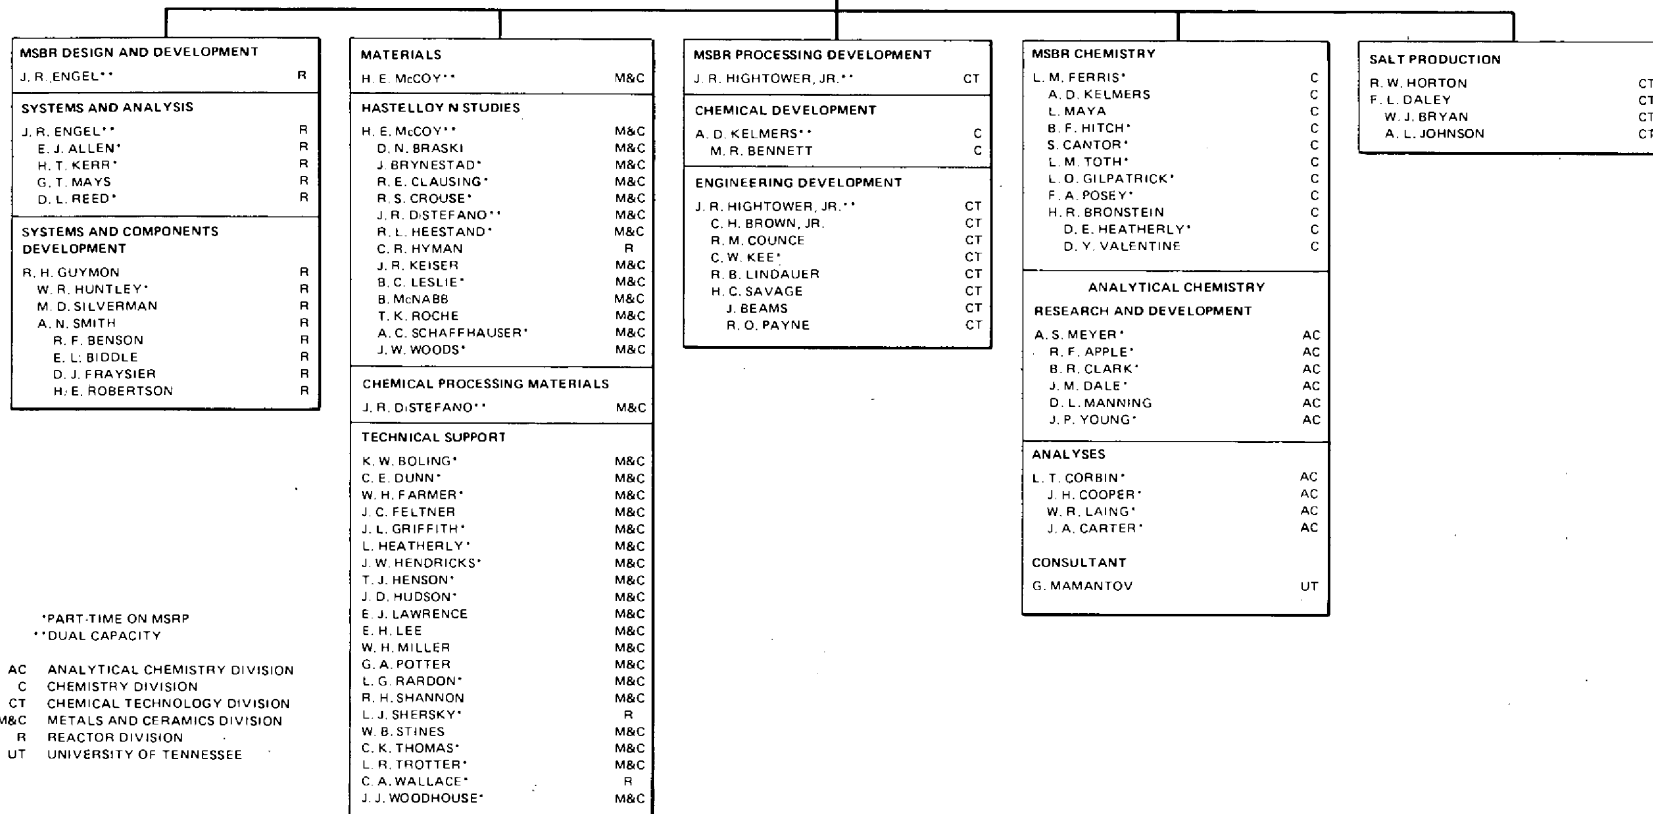 MSBR DESIGN AND DEVELOPMENT
J. R. ENGEL** R
SYSTEMS AND ANALYSIS
J. R. ENGEL** R
E. J. ALLEN* R
H. T. KERR* R
G. T. MAYS R
D. L. REED* R
SYSTEMS AND COMPONENTS
DEVELOPMENT
R. H. GUYMON R
W. R. HUNTLEY* R
M. D. SILVERMAN R
A. N. SMITH R
R. F. BENSON R
E. L. BIDDLE R
D. J. FRAYSIER R
H. E. ROBERTSON R
MATERIALS
H. E. McCOY** M&C
HASTELLOY N STUDIES
H. E. McCOY** M&C
D. N. BRASKI M&C
J. BRYNESTAD* M&C
R. E. CLAUSING* M&C
R. S. CROUSE* M&C
J. R. DiSTEFANO** M&C
R. L. HEESTAND* M&C
C. R. HYMAN R
J. R. KEISER M&C
B. C. LESLIE* M&C
B. McNABB M&C
T. K. ROCHE M&C
A. C. SCHAFFHAUSER* M&C
J. W. WOODS* M&C
CHEMICAL PROCESSING MATERIALS
J. R. DiSTEFANO** M&C
TECHNICAL SUPPORT
K. W. BOLING* M&C
C. E. DUNN* M&C
W. H. FARMER* M&C
J. C. FELTNER M&C
J. L. GRIFFITH* M&C
L. HEATHERLY* M&C
J. W. HENDRICKS* M&C
T. J. HENSON* M&C
J. D. HUDSON* M&C
E. J. LAWRENCE M&C
E. H. LEE M&C
W. H. MILLER M&C
G. A. POTTER M&C
L. G. RARDON* M&C
R. H. SHANNON M&C
L. J. SHERSKY* R
W. B. STINES M&C
C. K. THOMAS* M&C
L. R. TROTTER* M&C
C. A. WALLACE* R
J. J. WOODHOUSE* M&C
MSBR PROCESSING DEVELOPMENT
J. R. HIGHTOWER, JR.** CT
CHEMICAL DEVELOPMENT
A. D. KELMERS** C
M. R. BENNETT C
ENGINEERING DEVELOPMENT
J. R. HIGHTOWER, JR.** CT
C. H. BROWN, JR. CT
R. M. COUNCE CT
C. W. KEE* CT
R. B. LINDAUER CT
H. C. SAVAGE CT
J. BEAMS CT
R. O. PAYNE CT
MSBR CHEMISTRY
L. M. FERRIS* C
A. D. KELMERS C
L. MAYA C
B. F. HITCH* C
S. CANTOR* C
L. M. TOTH* C
L. O. GILPATRICK* C
F. A. POSEY* C
H. R. BRONSTEIN C
D. E. HEATHERLY* C
D. Y. VALENTINE C
ANALYTICAL CHEMISTRY
RESEARCH AND DEVELOPMENT
A. S. MEYER* AC
R. F. APPLE* AC
B. R. CLARK* AC
J. M. DALE* AC
D. L. MANNING AC
J. P. YOUNG* AC
ANALYSES
L. T. CORBIN* AC
J. H. COOPER* AC
W. R. LAING* AC
J. A. CARTER* AC
CONSULTANT
G. MAMANTOV UT
SALT PRODUCTION
R. W. HORTON CT
F. L. DALEY CT
W. J. BRYAN CT
A. L. JOHNSON CT
*PART-TIME ON MSRP
**DUAL CAPACITY
AC ANALYTICAL CHEMISTRY DIVISION
C CHEMISTRY DIVISION
CT CHEMICAL TECHNOLOGY DIVISION
M&C METALS AND CERAMICS DIVISION
R REACTOR DIVISION
UT UNIVERSITY OF TENNESSEE